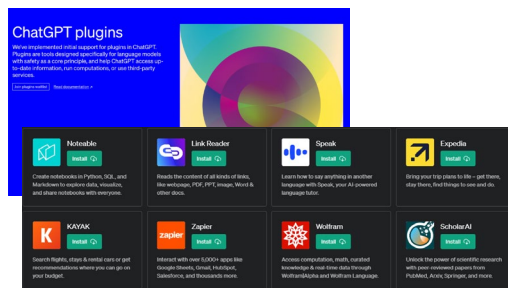 ChatGPT plugins
We've implemented initial support for plugins in ChatGPT.
Plugins are tools designed specifically for language models
with safety as a core principle, and help ChatGPT access up-
to-date information, run computations, or use third-party
services.
Join plugins waitlist Read documentation
Noteable
Install
Create notebooks in Python, SQL, and
Markdown to explore data, visualize,
and share notebooks with everyone.
Link Reader
Install
Reads the content of all kinds of links,
like webpage, PDF, PPT, image, Word &
other docs.
Speak
Install
Learn how to say anything in another
language with Speak, your AI-powered
language tutor.
Expedia
Install
Bring your trip plans to life – get there,
stay there, find things to see and do.
K
KAYAK
Install
Search flights, stays & rental cars or get
recommendations where you can go on
your budget.
zapier
Zapier
Install
Interact with over 5,000+ apps like
Google Sheets, Gmail, HubSpot,
Salesforce, and thousands more.
Wolfram
Install
Access computation, math, curated
knowledge & real-time data through
Wolfram|Alpha and Wolfram Language.
ScholarAI
Install
Unlock the power of scientific research
with peer-reviewed papers from
PubMed, Arxiv, Springer, and more.